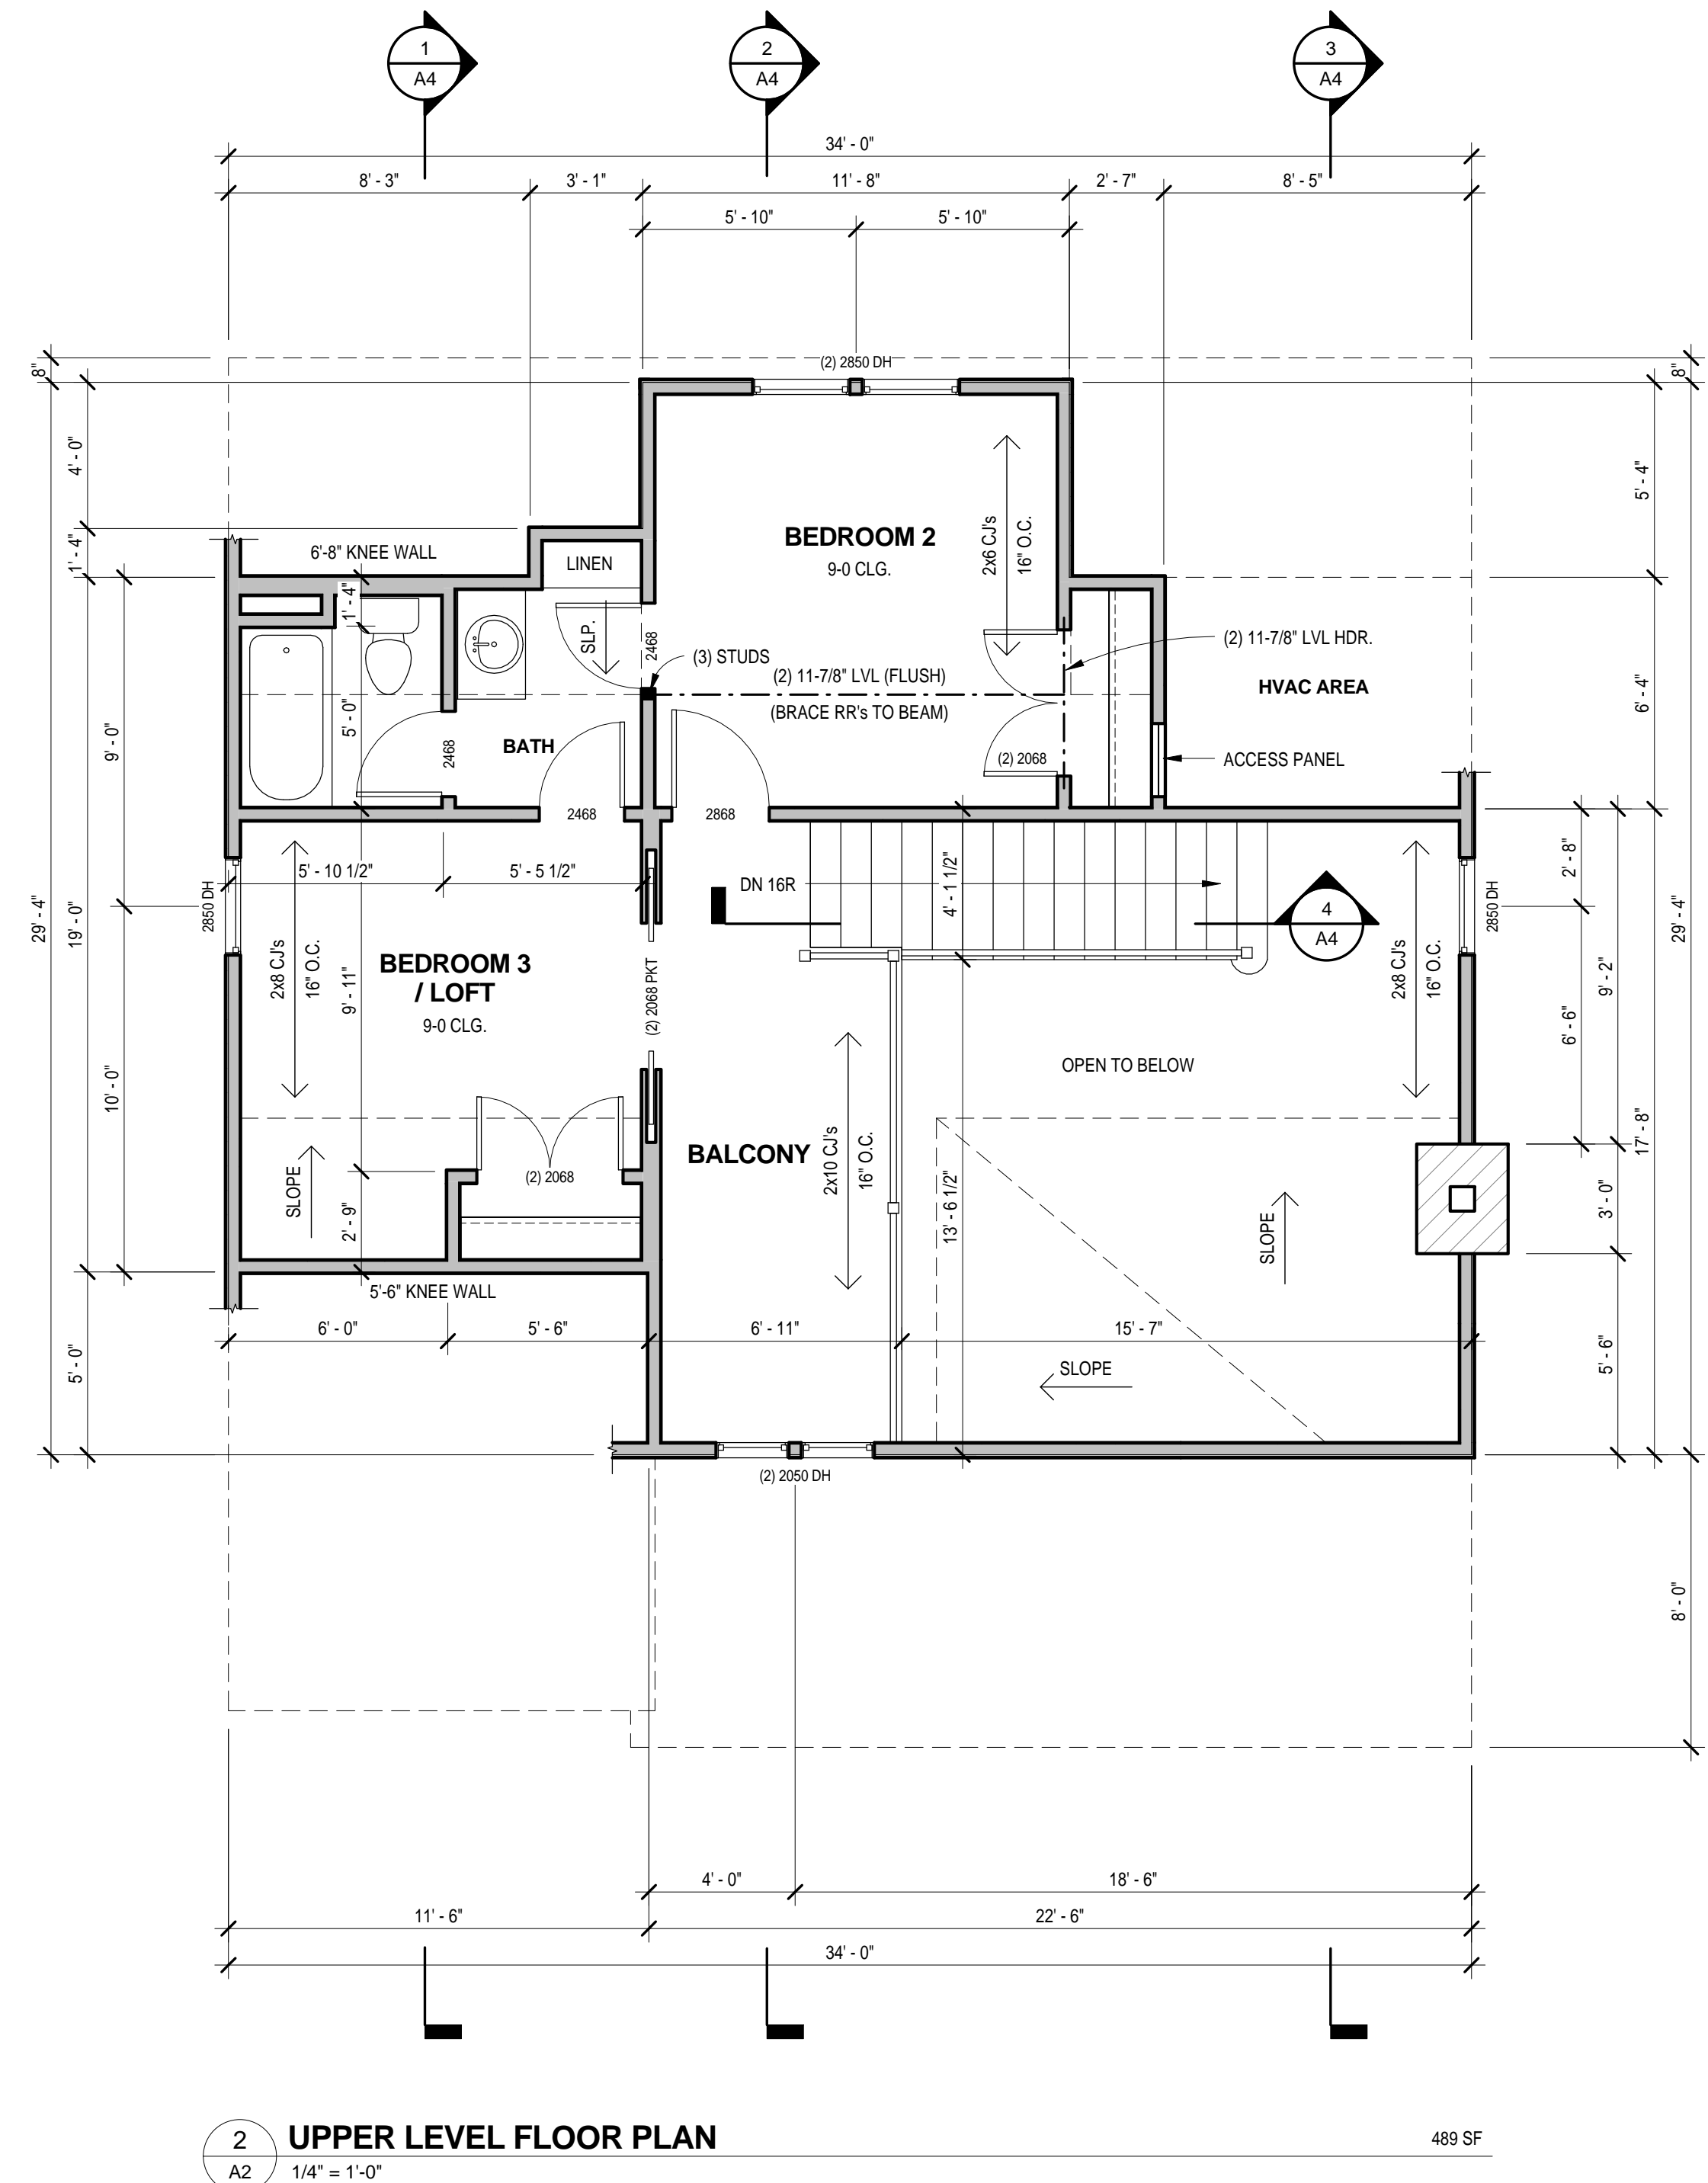 1
A4
2
A4
3
A4
34' - 0"
8' - 3"
3' - 1"
11' - 8"
2' - 7"
8' - 5"
5' - 10"
5' - 10"
8"
8"
(2) 2850 DH
4' - 0"
5' - 4"
BEDROOM 2
9-0 CLG.
2x6 CJ's
16" O.C.
1' - 4"
6'-8" KNEE WALL
LINEN
1' - 4"
SLP.
2468
(3) STUDS
(2) 11-7/8" LVL (FLUSH)
(BRACE RR's TO BEAM)
(2) 11-7/8" LVL HDR.
HVAC AREA
6' - 4"
9' - 0"
5' - 0"
2468
BATH
(2) 2068
ACCESS PANEL
2468
2868
5' - 10 1/2"
5' - 5 1/2"
DN 16R
4' - 1 1/2"
4
A4
2' - 8"
2850 DH
2850 DH
29' - 4"
19' - 0"
2x8 CJ's
16" O.C.
BEDROOM 3
/ LOFT
9-0 CLG.
9' - 11"
(2) 2068 PKT
2x8 CJ's
16" O.C.
9' - 2"
29' - 4"
6' - 6"
OPEN TO BELOW
10' - 0"
17' - 8"
BALCONY
2x10 CJ's
16" O.C.
(2) 2068
SLOPE
2' - 9"
13' - 6 1/2"
SLOPE
3' - 0"
5'-6" KNEE WALL
6' - 0"
5' - 6"
6' - 11"
15' - 7"
5' - 0"
5' - 6"
SLOPE
(2) 2050 DH
8' - 0"
4' - 0"
18' - 6"
11' - 6"
22' - 6"
34' - 0"
2
A2
UPPER LEVEL FLOOR PLAN
489 SF
1/4" = 1'-0"